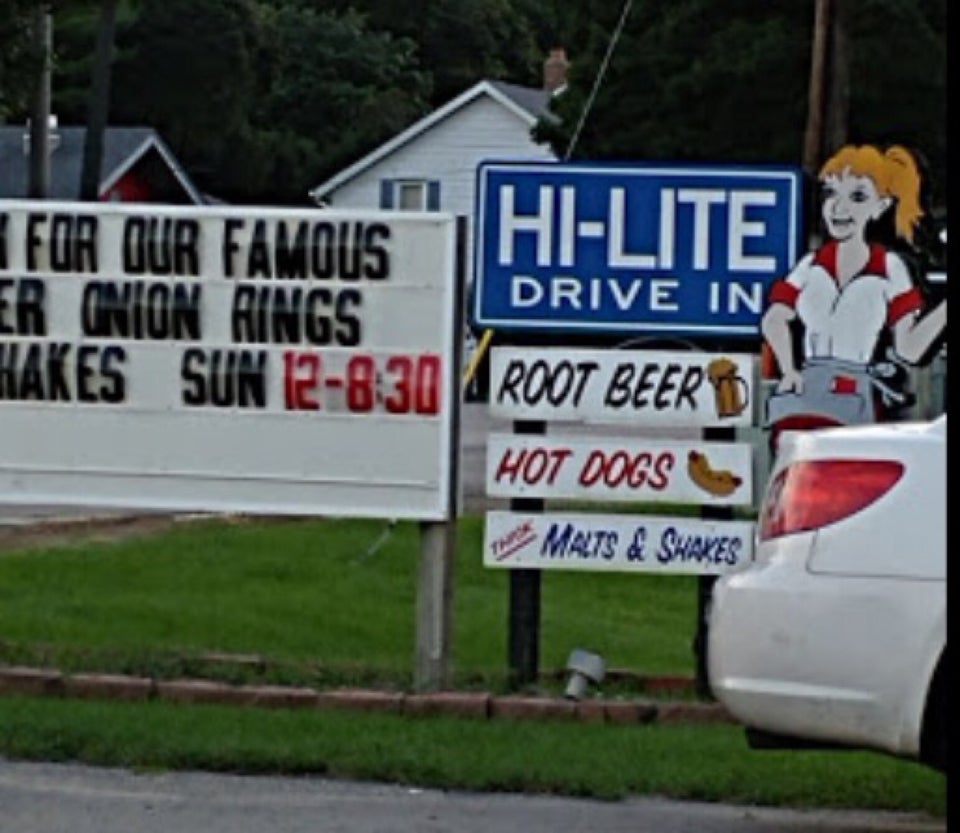 FOR OUR FAMOUS
ER ONION RINGS
HAKES SUN 12-8:30
HI-LITE
DRIVE IN
ROOT BEER
HOT DOGS
THICK MALTS & SHAKES